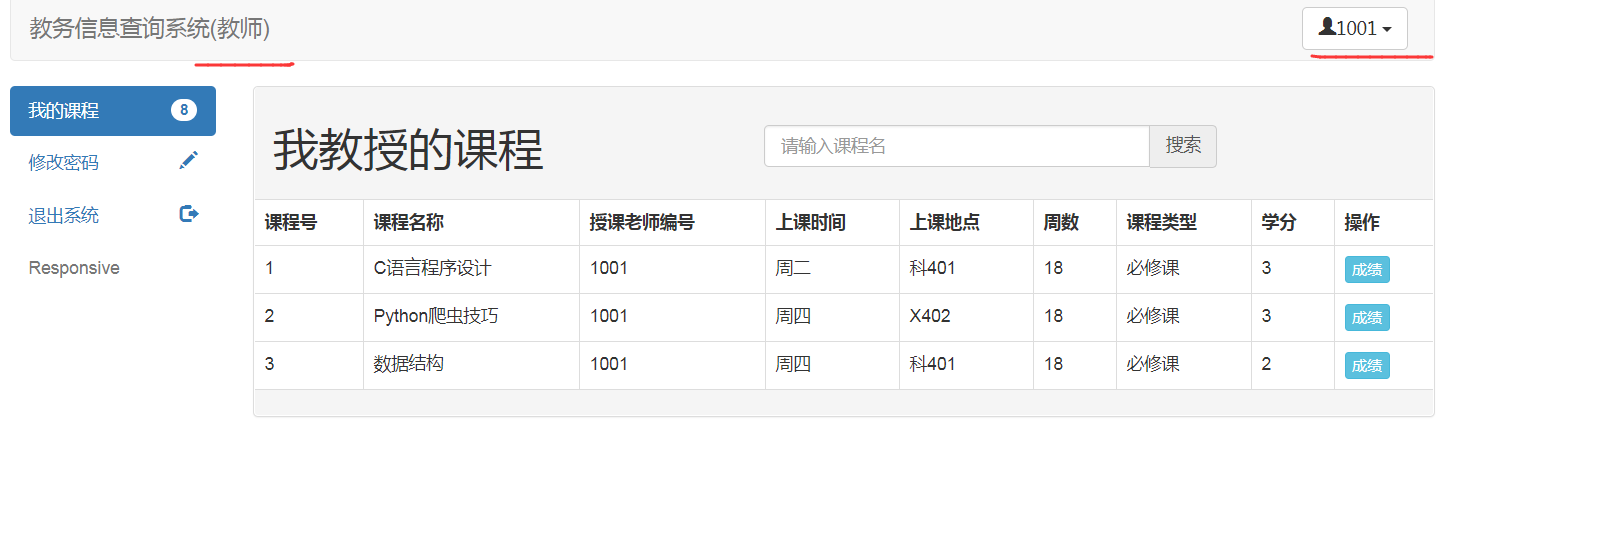 教务信息查询系统(教师)
1001
我的课程 8
修改密码
退出系统
Responsive
我教授的课程
请输入课程名 搜索
课程号 课程名称 授课老师编号 上课时间 上课地点 周数 课程类型 学分 操作
1 C语言程序设计 1001 周二 科401 18 必修课 3 成绩
2 Python爬虫技巧 1001 周四 X402 18 必修课 3 成绩
3 数据结构 1001 周四 科401 18 必修课 2 成绩